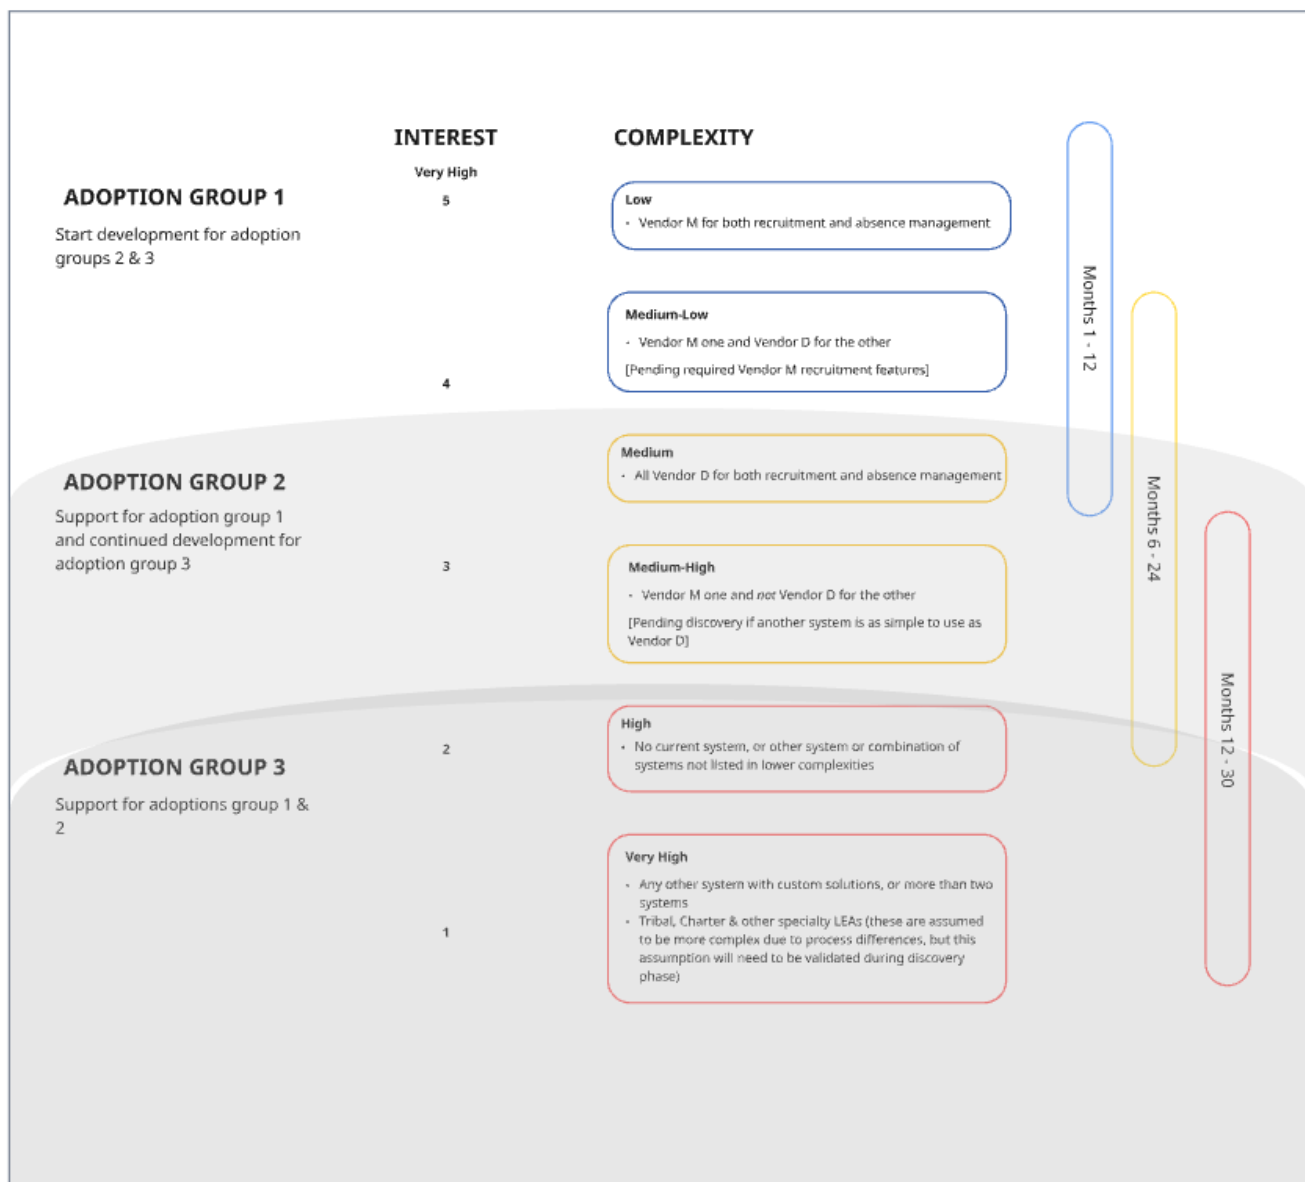 INTEREST
COMPLEXITY
Very High
ADOPTION GROUP 1
5
Start development for adoption
groups 2 & 3
Low
- Vendor M for both recruitment and absence management
Medium-Low
- Vendor M one and Vendor D for the other
[Pending required Vendor M recruitment features]
4
Months 1 - 12
ADOPTION GROUP 2
Support for adoption group 1
and continued development for
adoption group 3
3
Medium
- All Vendor D for both recruitment and absence management
Medium-High
- Vendor M one and not Vendor D for the other
[Pending discovery if another system is as simple to use as
Vendor D]
Months 6 - 24
ADOPTION GROUP 3
Support for adoptions group 1 &
2
2
High
- No current system, or other system or combination of
systems not listed in lower complexities
1
Very High
- Any other system with custom solutions, or more than two
systems
- Tribal, Charter & other specialty LEAs (these are assumed
to be more complex due to process differences, but this
assumption will need to be validated during discovery
phase)
Months 12 - 30